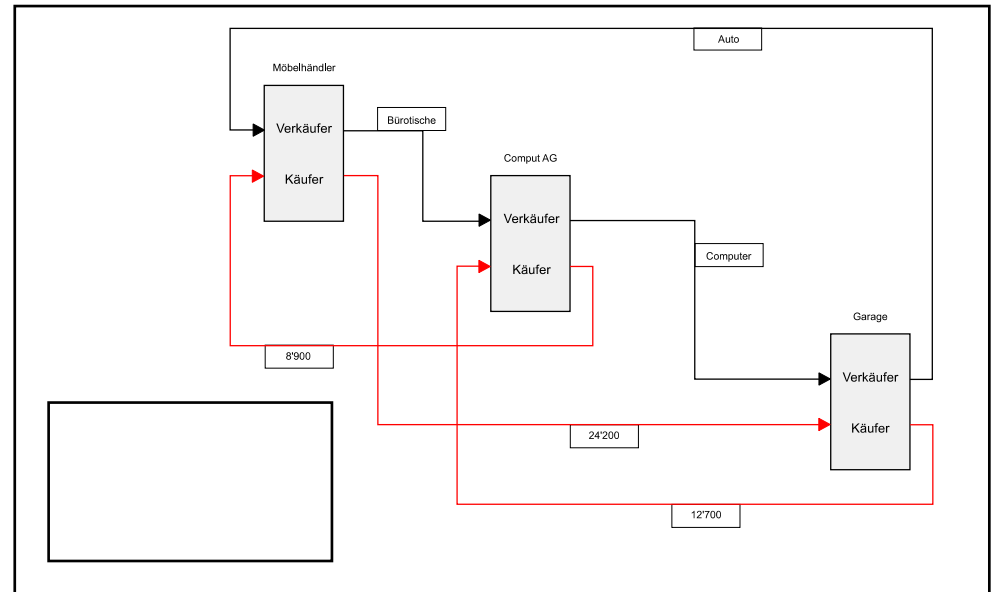 Auto
Möbelhändler
Verkäufer
Käufer
Bürotische
Comput AG
Verkäufer
Käufer
Computer
Garage
Verkäufer
Käufer
8'900
24'200
12'700